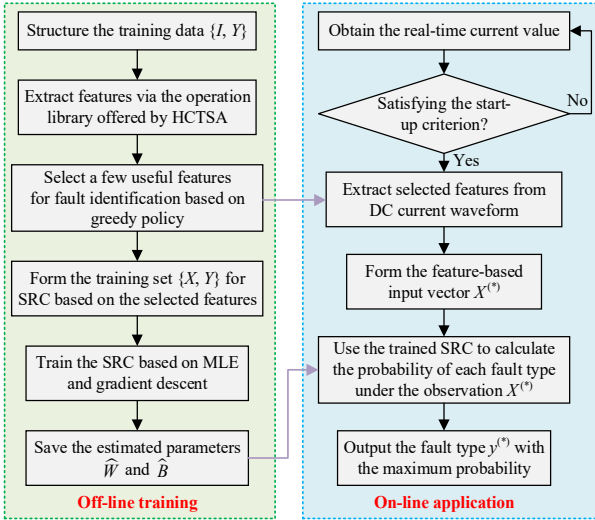 Structure the training data {I, Y}
Extract features via the operation
library offered by HCTSA
Select a few useful features
for fault identification based on
greedy policy
Form the training set {X, Y} for
SRC based on the selected features
Train the SRC based on MLE
and gradient descent
Save the estimated parameters
Ŵ and B̂
Off-line training
Obtain the real-time current value
Satisfying the start-
up criterion?
No
Yes
Extract selected features from
DC current waveform
Form the feature-based
input vector X^(*)
Use the trained SRC to calculate
the probability of each fault type
under the observation X^(*)
Output the fault type y^(*) with
the maximum probability
On-line application